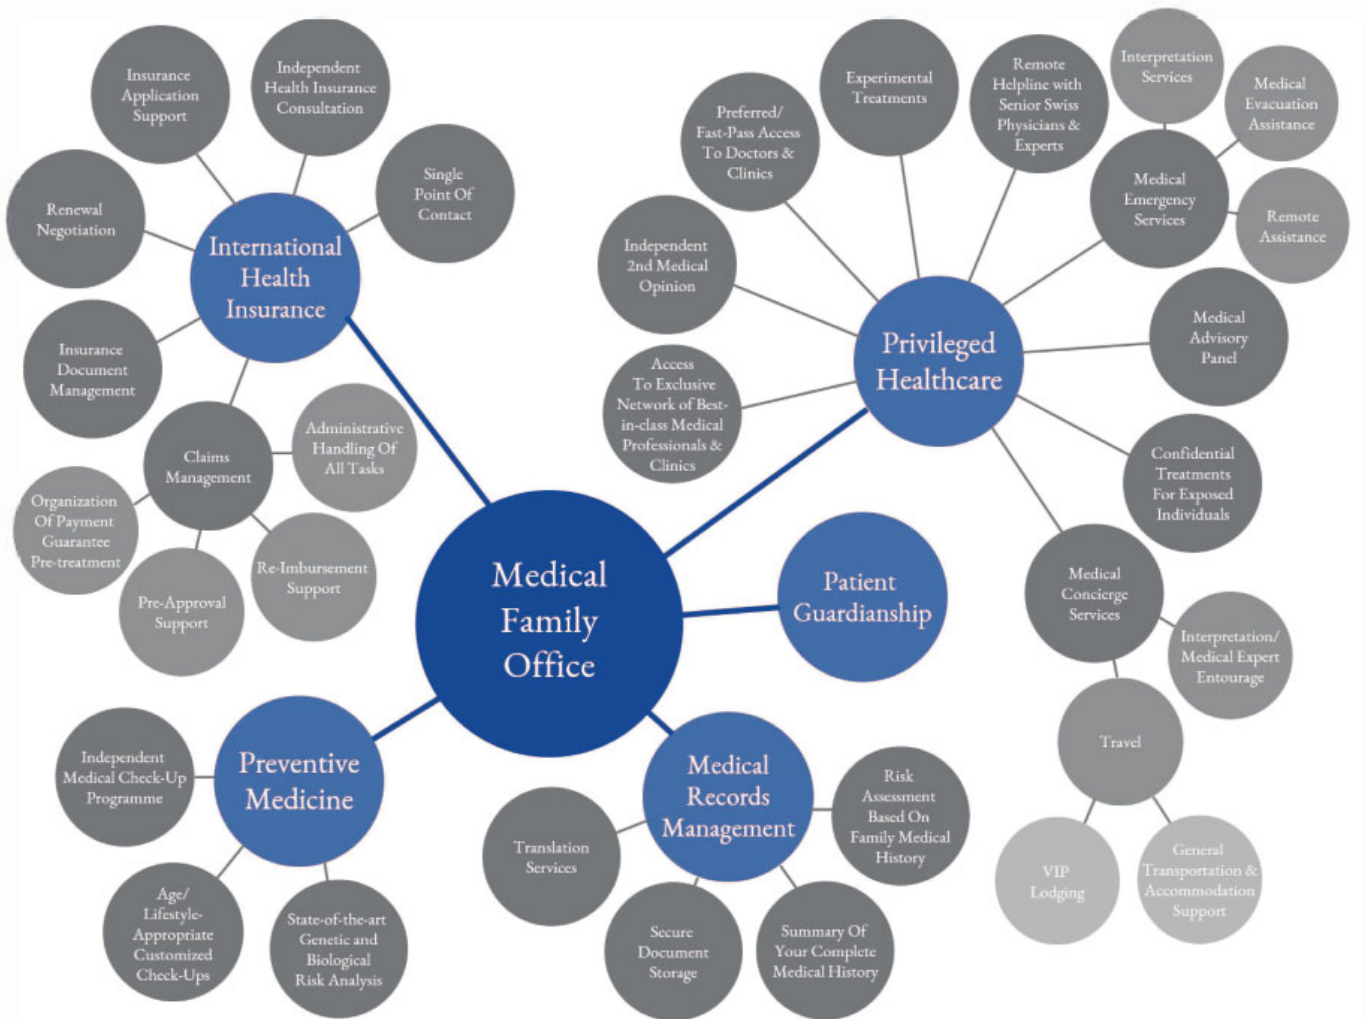 Insurance
Application
Support
Independent
Health Insurance
Consultation
Single
Point Of
Contact
Renewal
Negotiation
International
Health
Insurance
Insurance
Document
Management
Claims
Management
Administrative
Handling Of
All Tasks
Organization
Of Payment
Guarantee
Pre-treatment
Pre-Approval
Support
Re-Imbursement
Support
Experimental
Treatments
Remote
Helpline with
Senior Swiss
Physicians &
Experts
Interpretation
Services
Medical
Evacuation
Assistance
Preferred/
Fast-Pass Access
To Doctors &
Clinics
Medical
Emergency
Services
Remote
Assistance
Independent
2nd Medical
Opinion
Privileged
Healthcare
Medical
Advisory
Panel
Access
To Exclusive
Network of Best-
in-class Medical
Professionals &
Clinics
Confidential
Treatments
For Exposed
Individuals
Medical
Family
Office
Patient
Guardianship
Medical
Concierge
Services
Interpretation/
Medical Expert
Entourage
Travel
VIP
Lodging
General
Transportation &
Accommodation
Support
Independent
Medical Check-Up
Programme
Preventive
Medicine
Age/
Lifestyle-
Appropriate
Customized
Check-Ups
State-of-the-art
Genetic and
Biological
Risk Analysis
Medical
Records
Management
Risk
Assessment
Based On
Family Medical
History
Translation
Services
Secure
Document
Storage
Summary Of
Your Complete
Medical History